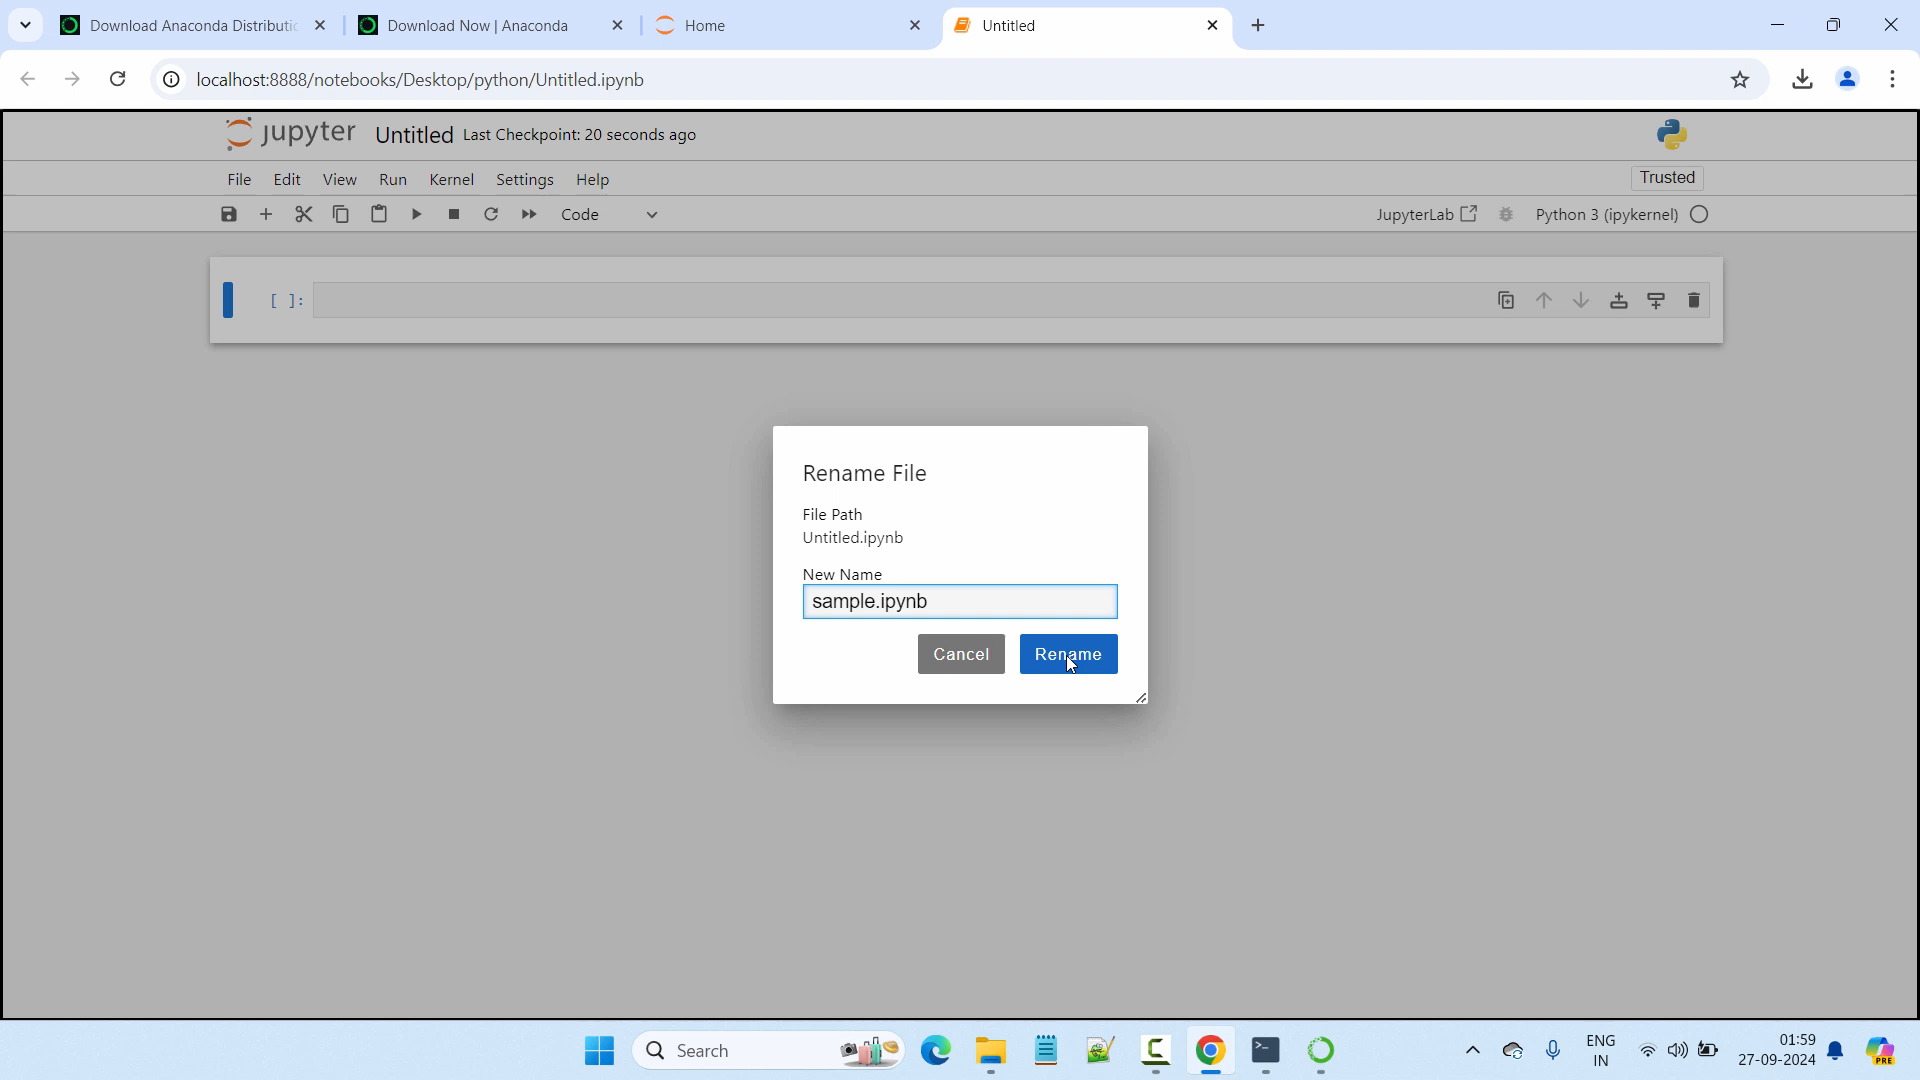 Download Anaconda Distributic
Download Now | Anaconda
Home
Untitled
localhost:8888/notebooks/Desktop/python/Untitled.ipynb
jupyter Untitled Last Checkpoint: 20 seconds ago
File Edit View Run Kernel Settings Help
Trusted
Code
JupyterLab
Python 3 (ipykernel)
[ ]:
Rename File
File Path
Untitled.ipynb
New Name
sample.ipynb
Cancel
Rename
Search
ENG
IN
01:59
27-09-2024
PRE